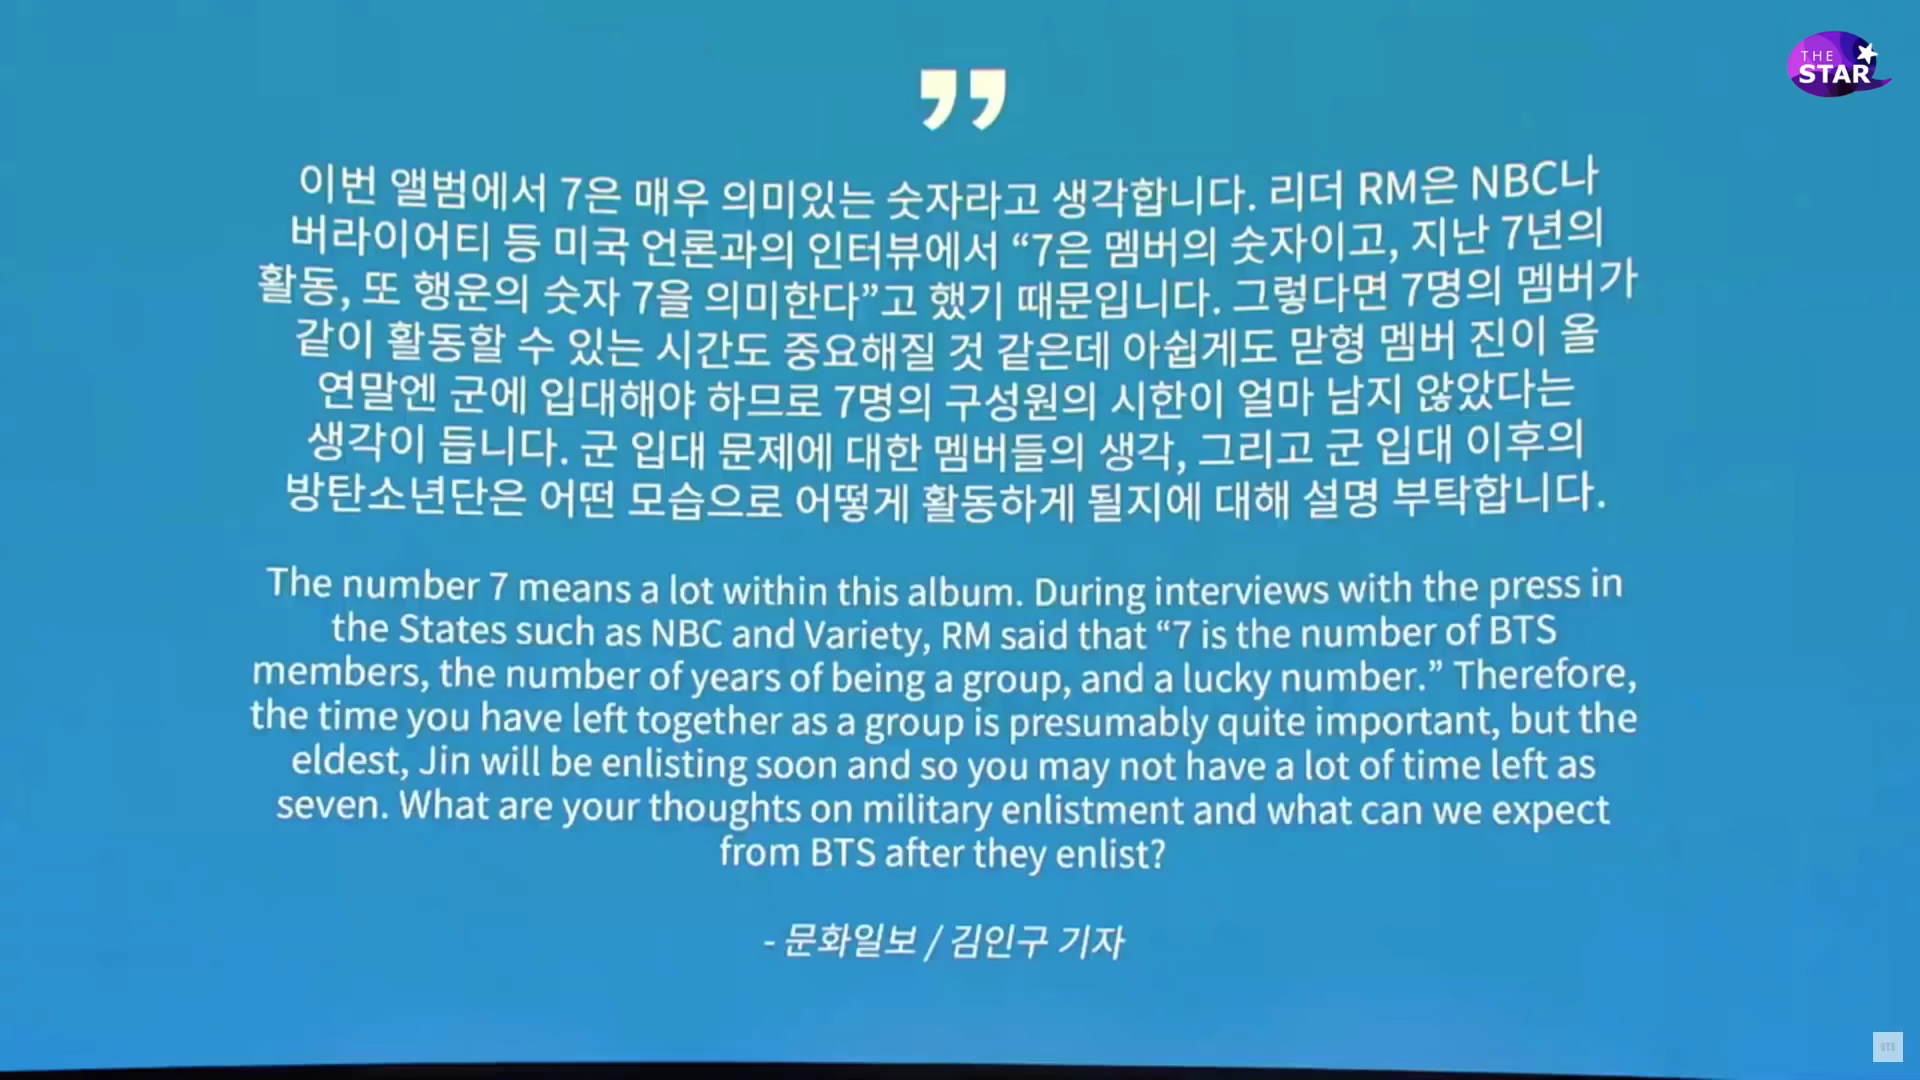 THE
STAR
”
이번 앨범에서 7은 매우 의미있는 숫자라고 생각합니다. 리더 RM은 NBC나
버라이어티 등 미국 언론과의 인터뷰에서 “7은 멤버의 숫자이고, 지난 7년의
활동, 또 행운의 숫자 7을 의미한다”고 했기 때문입니다. 그렇다면 7명의 멤버가
같이 활동할 수 있는 시간도 중요해질 것 같은데 아쉽게도 맏형 멤버 진이 올
연말엔 군에 입대해야 하므로 7명의 구성원의 시한이 얼마 남지 않았다는
생각이 듭니다. 군 입대 문제에 대한 멤버들의 생각, 그리고 군 입대 이후의
방탄소년단은 어떤 모습으로 어떻게 활동하게 될지에 대해 설명 부탁합니다.
The number 7 means a lot within this album. During interviews with the press in
the States such as NBC and Variety, RM said that “7 is the number of BTS
members, the number of years of being a group, and a lucky number.” Therefore,
the time you have left together as a group is presumably quite important, but the
eldest, Jin will be enlisting soon and so you may not have a lot of time left as
seven. What are your thoughts on military enlistment and what can we expect
from BTS after they enlist?
- 문화일보 / 김인구 기자
BTS